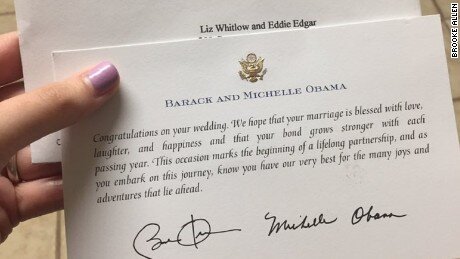 Liz Whitlow and Eddie Edgar
BARACK AND MICHELLE OBAMA
Congratulations on your wedding. We hope that your marriage is blessed with love,
laughter, and happiness and that your bond grows stronger with each
passing year. This occasion marks the beginning of a lifelong partnership, and as
you embark on this journey, know you have our very best for the many joys and
adventures that lie ahead.
Michelle Obama
BROOKE ALLEN